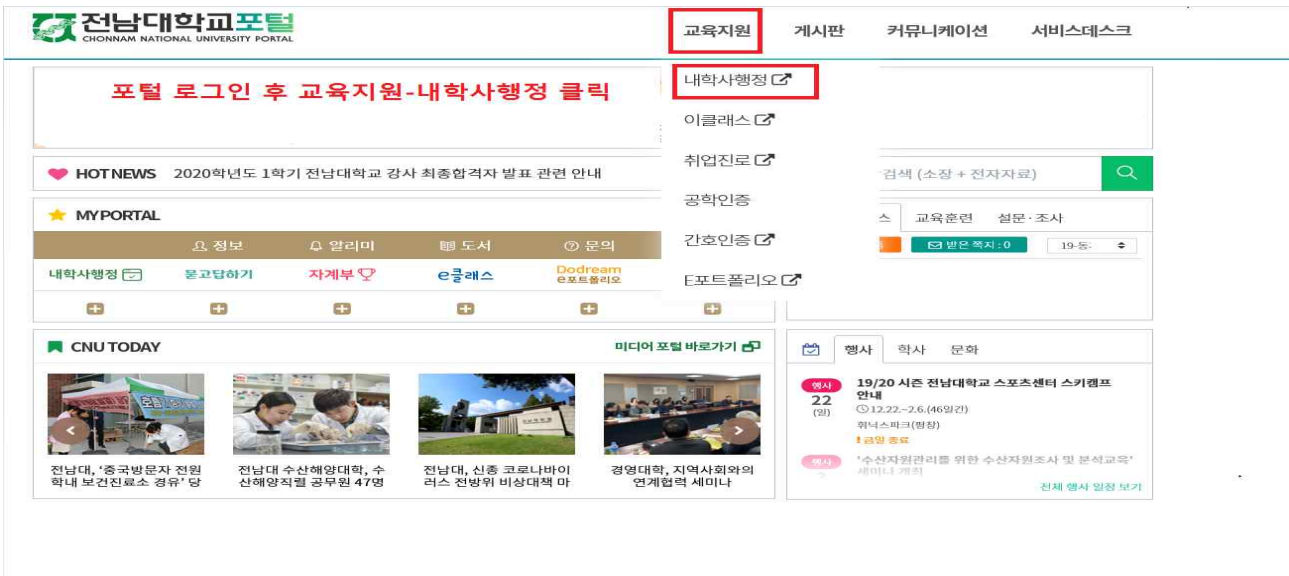 전남대학교포털
CHONNAM NATIONAL UNIVERSITY PORTAL
교육지원
게시판
커뮤니케이션
서비스데스크
포털 로그인 후 교육지원-내학사행정 클릭
내학사행정
이클래스
취업진로
공학인증
간호인증
E포트폴리오
HOT NEWS 2020학년도 1학기 전남대학교 강사 최종합격자 발표 관련 안내
검색 (소장 + 전자자료)
MY PORTAL
정보
알리미
도서
문의
내학사행정
묻고답하기
자계부
e클래스
Dodream
e포트폴리오
스
교육훈련
설문·조사
받은쪽지 : 0
19-동:
CNU TODAY
미디어 포털 바로가기
전남대, ‘중국방문자 전원
학내 보건진료소 경유’ 당
전남대 수산해양대학, 수
산해양직렬 공무원 47명
전남대, 신종 코로나바이
러스 전방위 비상대책 마
경영대학, 지역사회와의
연계협력 세미나
행사
학사
문화
행사
22
(일)
19/20 시즌 전남대학교 스포츠센터 스키캠프
안내
12.22.~2.6.(46일간)
휘닉스파크(평창)
! 금일 종료
행사
'수산자원관리를 위한 수산자원조사 및 분석교육'
세미나 개최
전체 행사 일정 보기